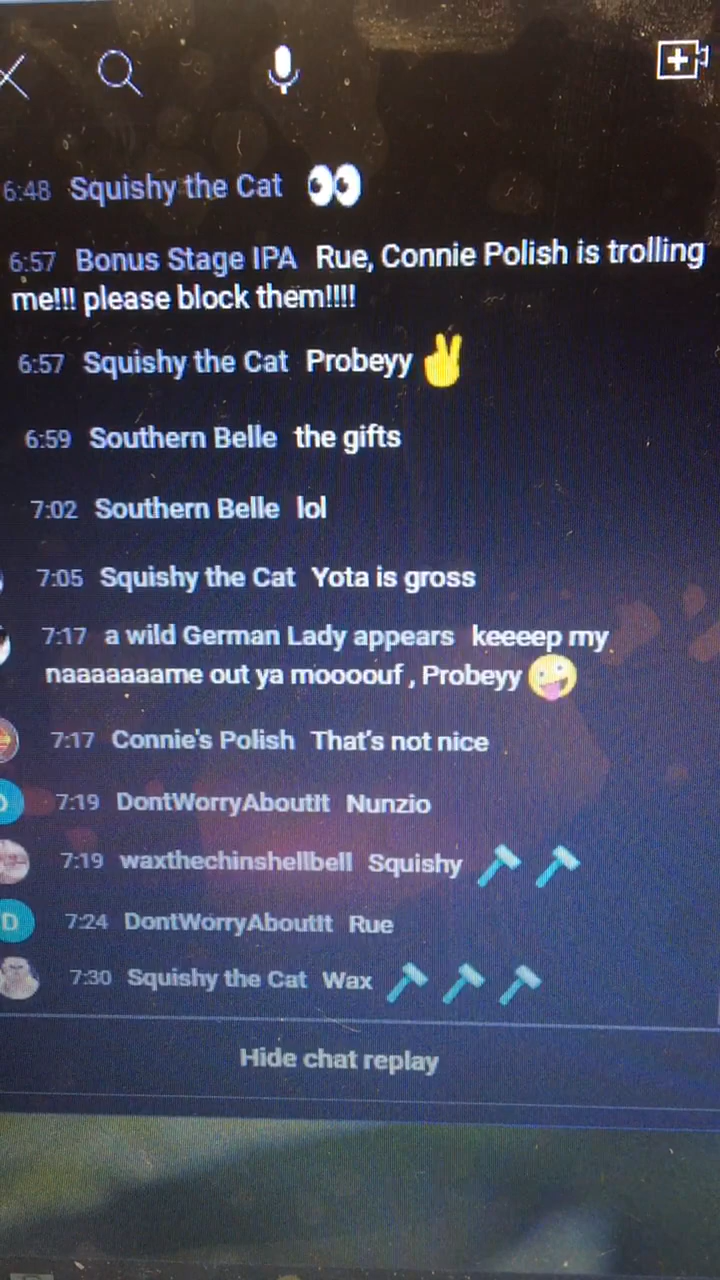 6:48 Squishy the Cat 👀
6:57 Bonus Stage IPA Rue, Connie Polish is trolling
me!!! please block them!!!!
6:57 Squishy the Cat Probeyy ✌
6:59 Southern Belle the gifts
7:02 Southern Belle lol
7:05 Squishy the Cat Yota is gross
7:17 a wild German Lady appears keeeep my
naaaaaaame out ya moooouf , Probeyy 🤪
7:17 Connie's Polish That's not nice
7:19 DontWorryAboutIt Nunzio
7:19 waxthechinshellbell Squishy 🪒 🪒
D 7:24 DontWorryAboutIt Rue
7:30 Squishy the Cat Wax 🪒 🪒 🪒
Hide chat replay